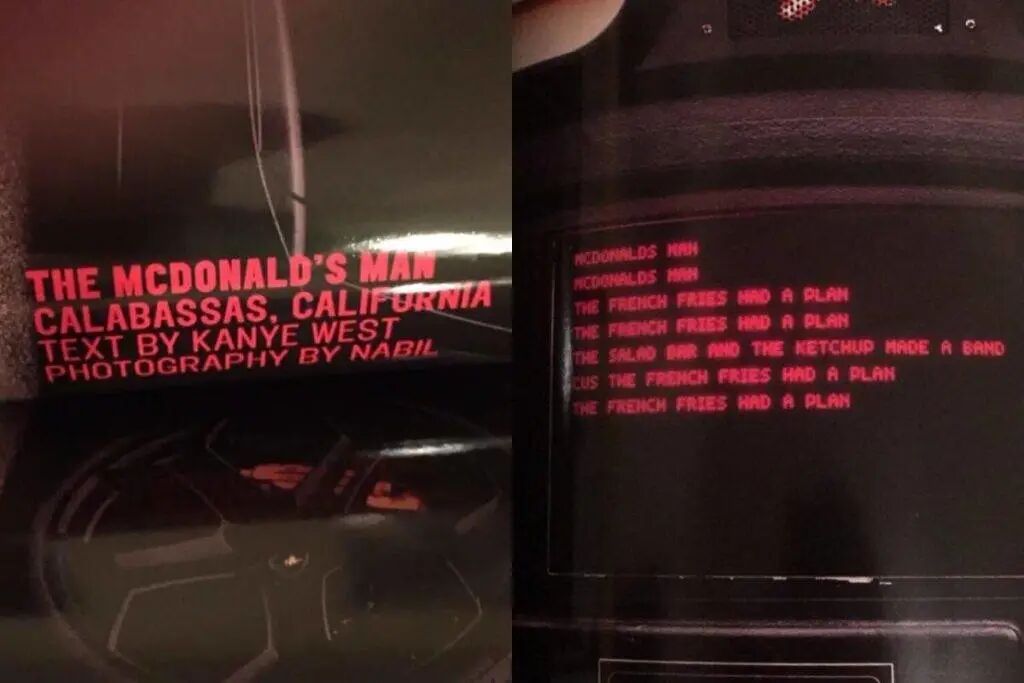 THE MCDONALD'S MAN
CALABASSAS, CALIFORNIA
TEXT BY KANYE WEST
PHOTOGRAPHY BY NABIL
MCDONALDS MAN
MCDONALDS MAN
THE FRENCH FRIES HAD A PLAN
THE FRENCH FRIES HAD A PLAN
THE SALAD BAR AND THE KETCHUP MADE A BAND
CUS THE FRENCH FRIES HAD A PLAN
THE FRENCH FRIES HAD A PLAN